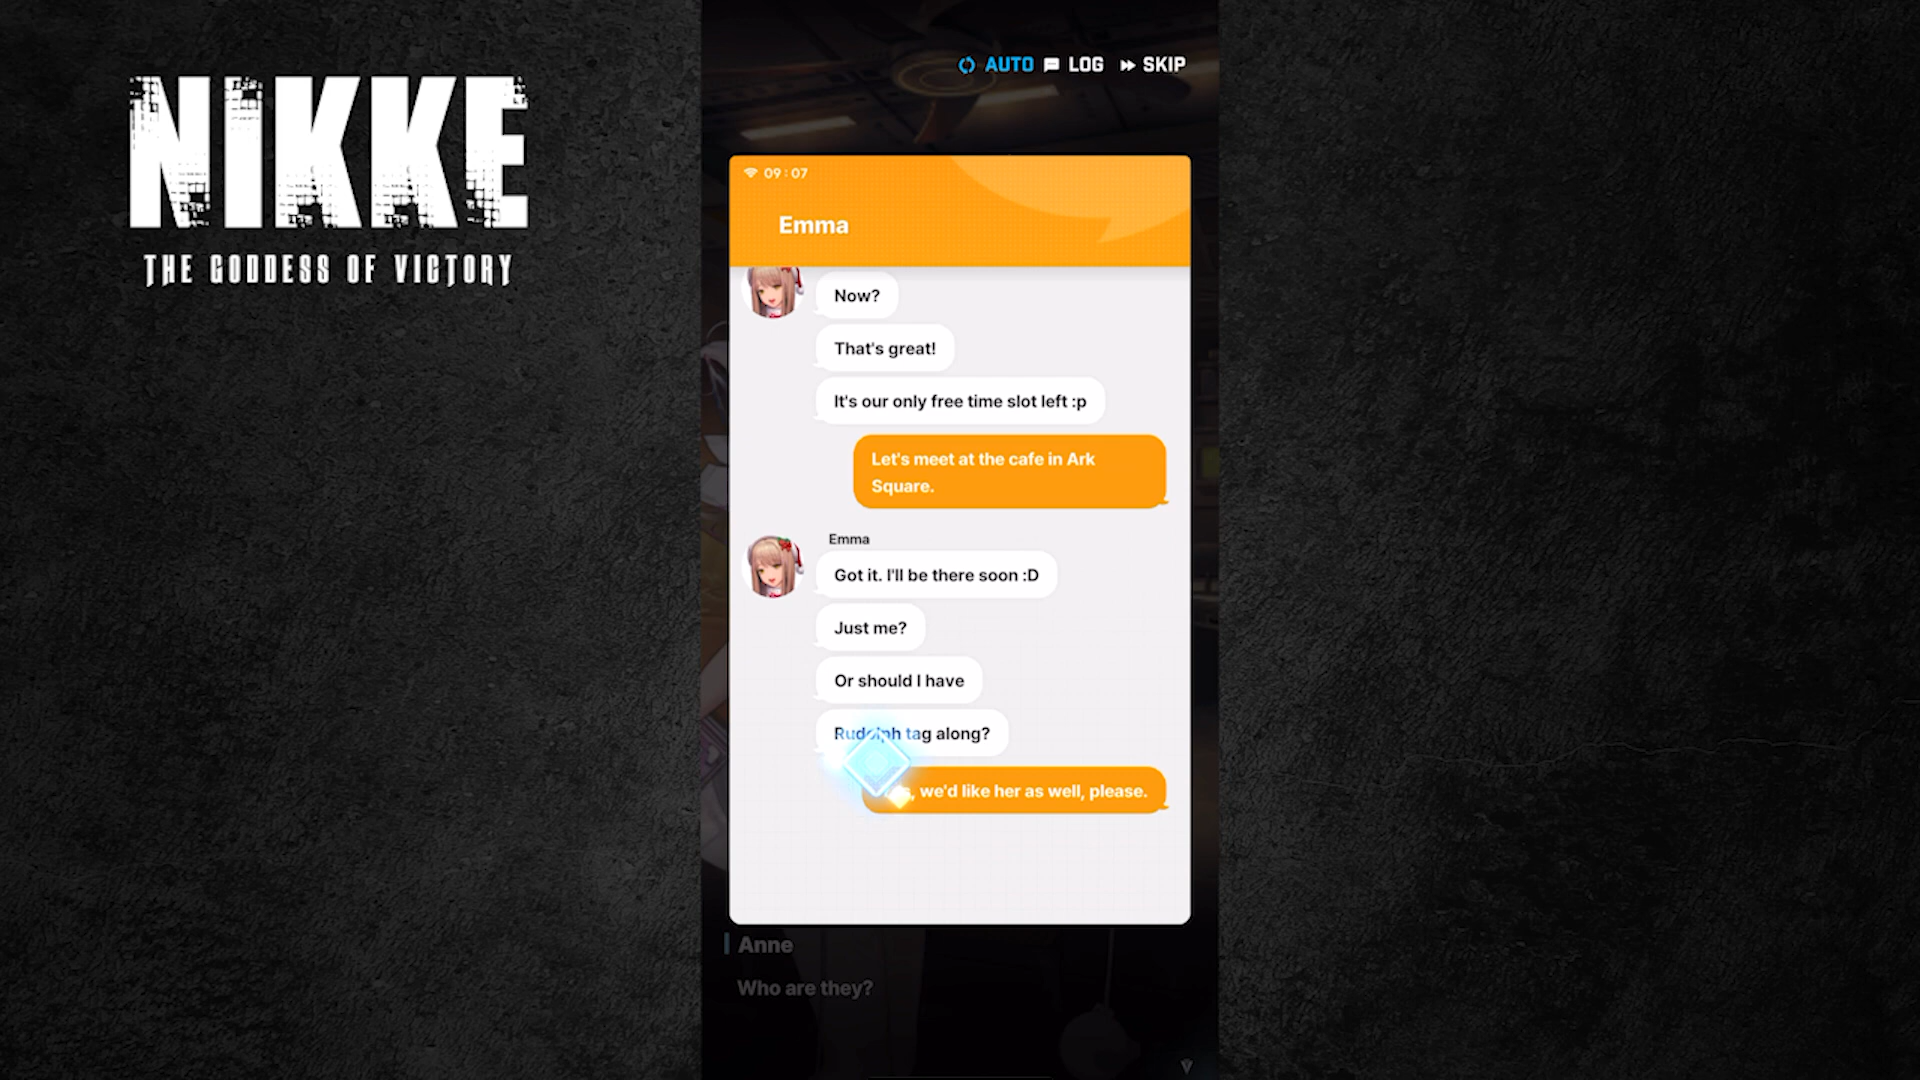 NIKKE
THE GODDESS OF VICTORY
AUTO LOG SKIP
09:07
Emma
Now?
That's great!
It's our only free time slot left :p
Let's meet at the cafe in Ark
Square.
Emma
Got it. I'll be there soon :D
Just me?
Or should I have
Rudolph tag along?
, we'd like her as well, please.
Anne
Who are they?